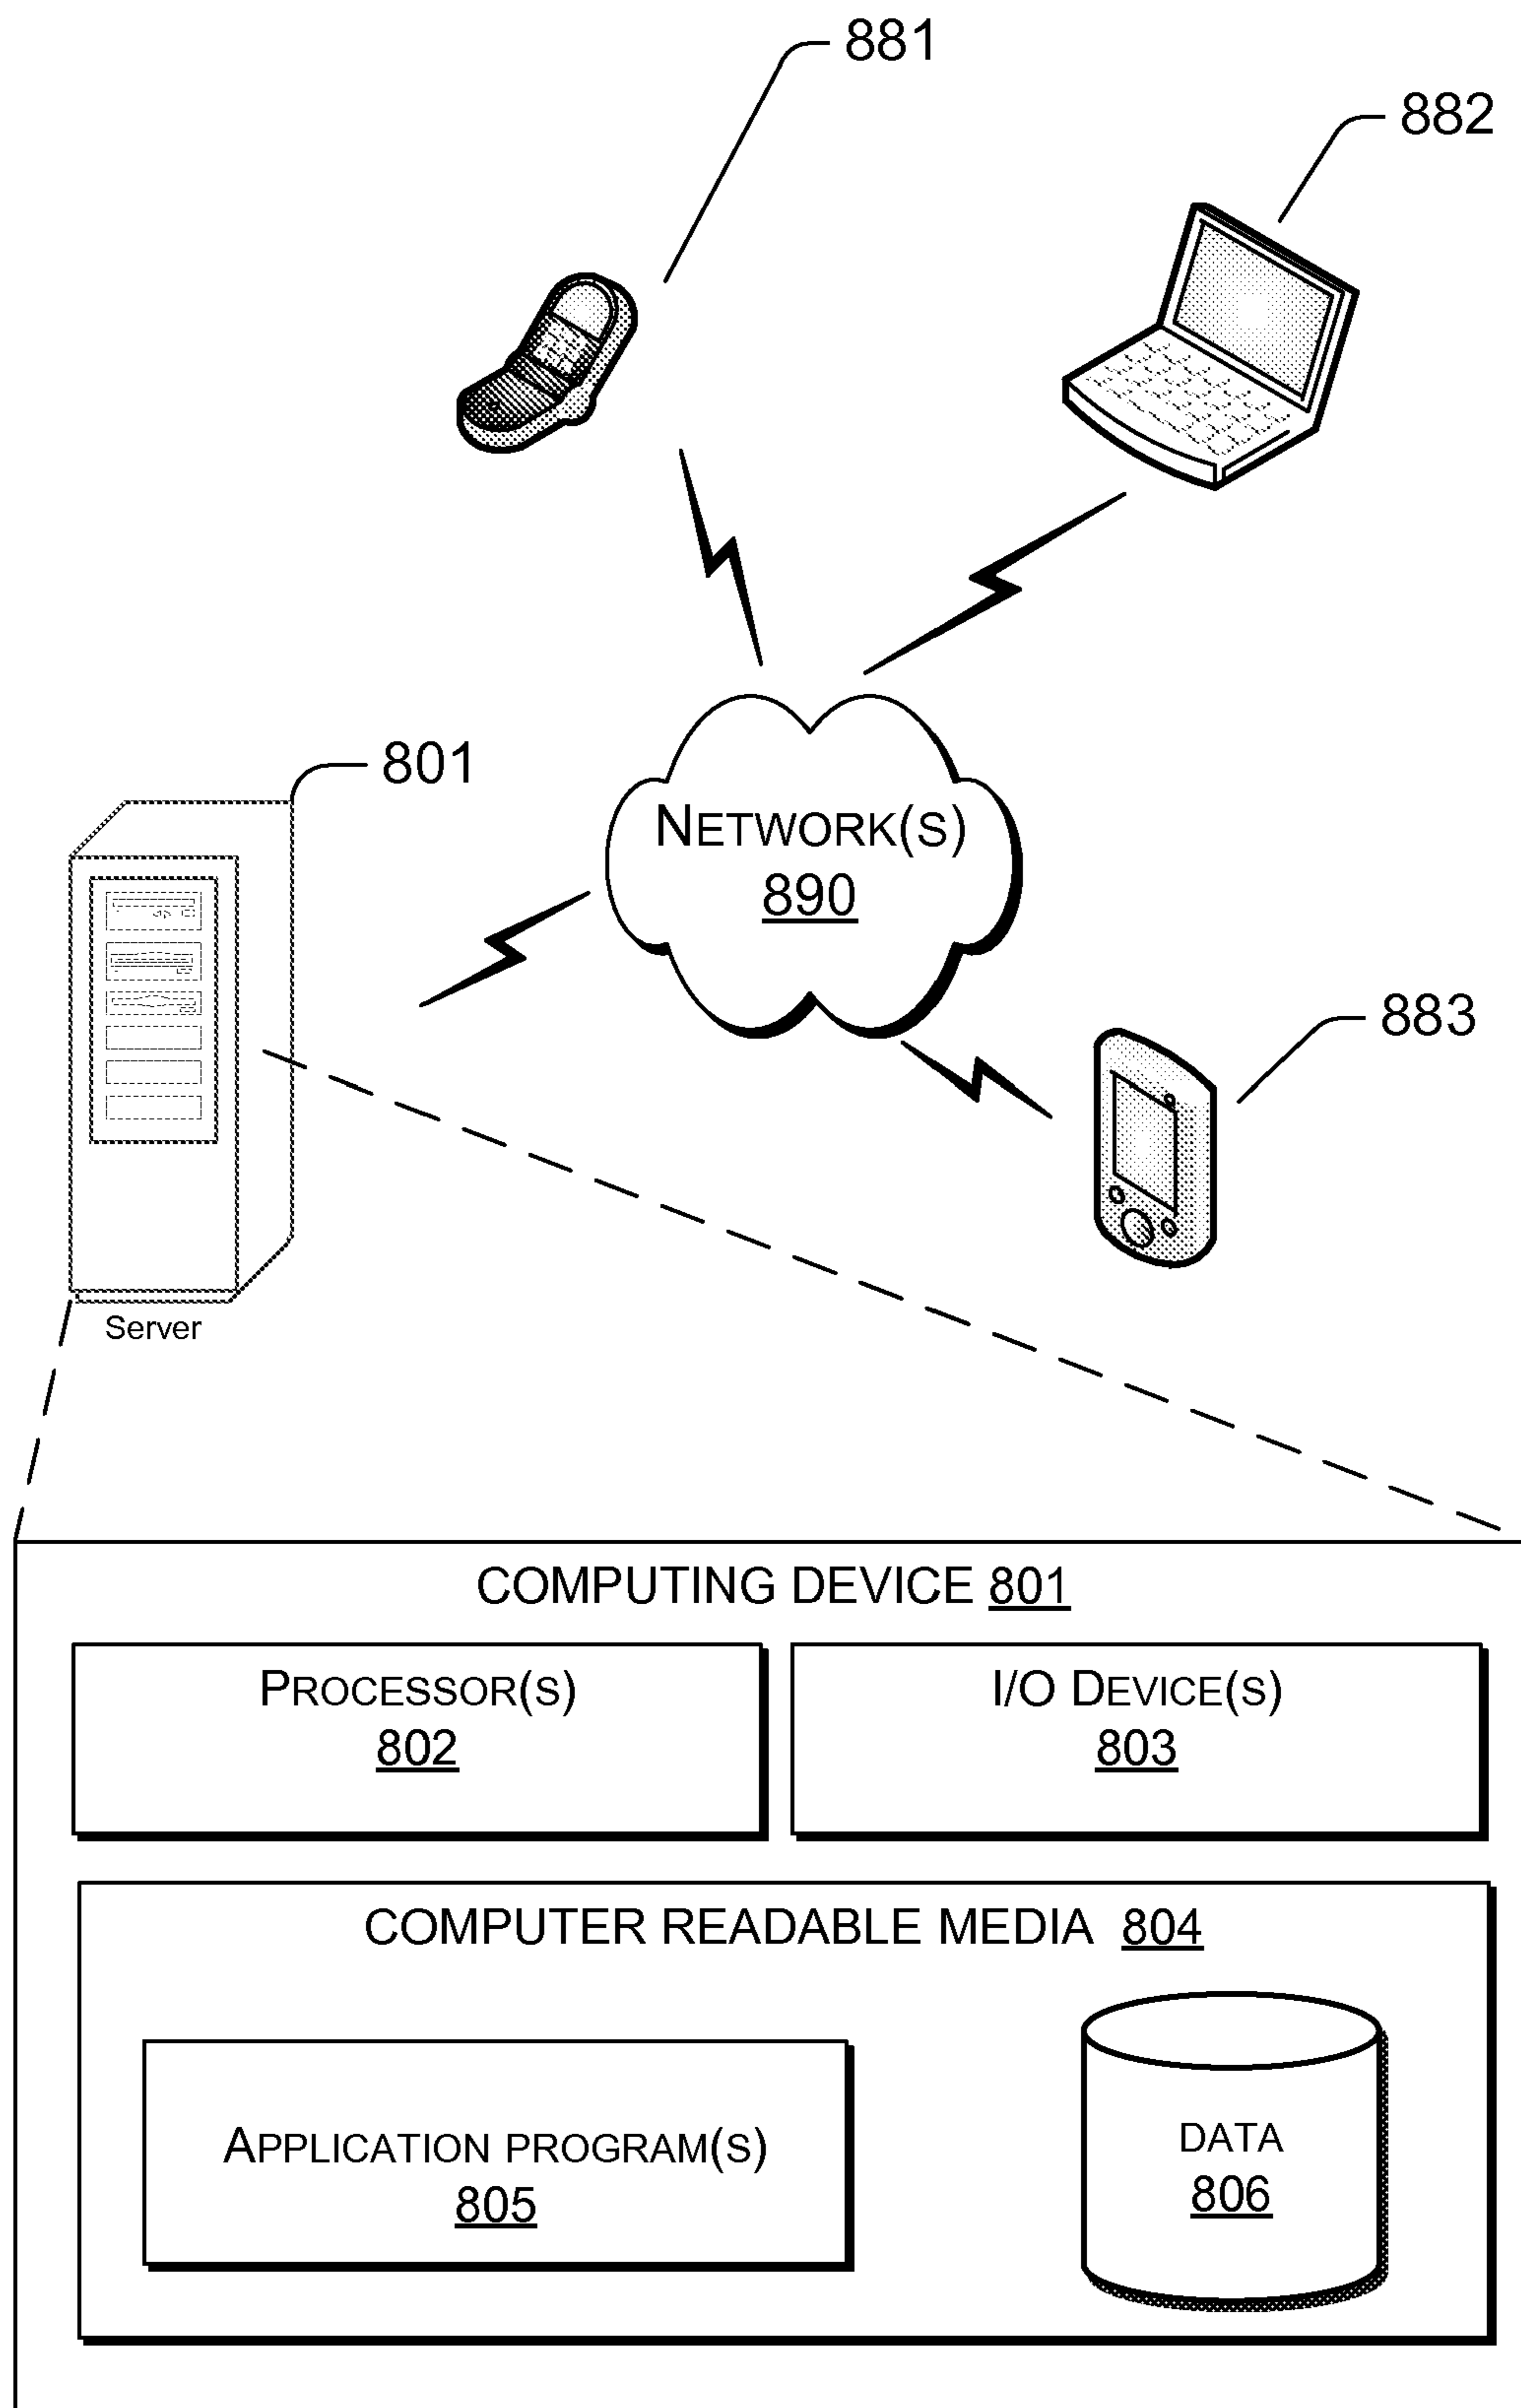 881
882
801
NETWORK(S)
890
883
Server
COMPUTING DEVICE 801
PROCESSOR(S)
802
I/O DEVICE(S)
803
COMPUTER READABLE MEDIA 804
APPLICATION PROGRAM(S)
805
DATA
806